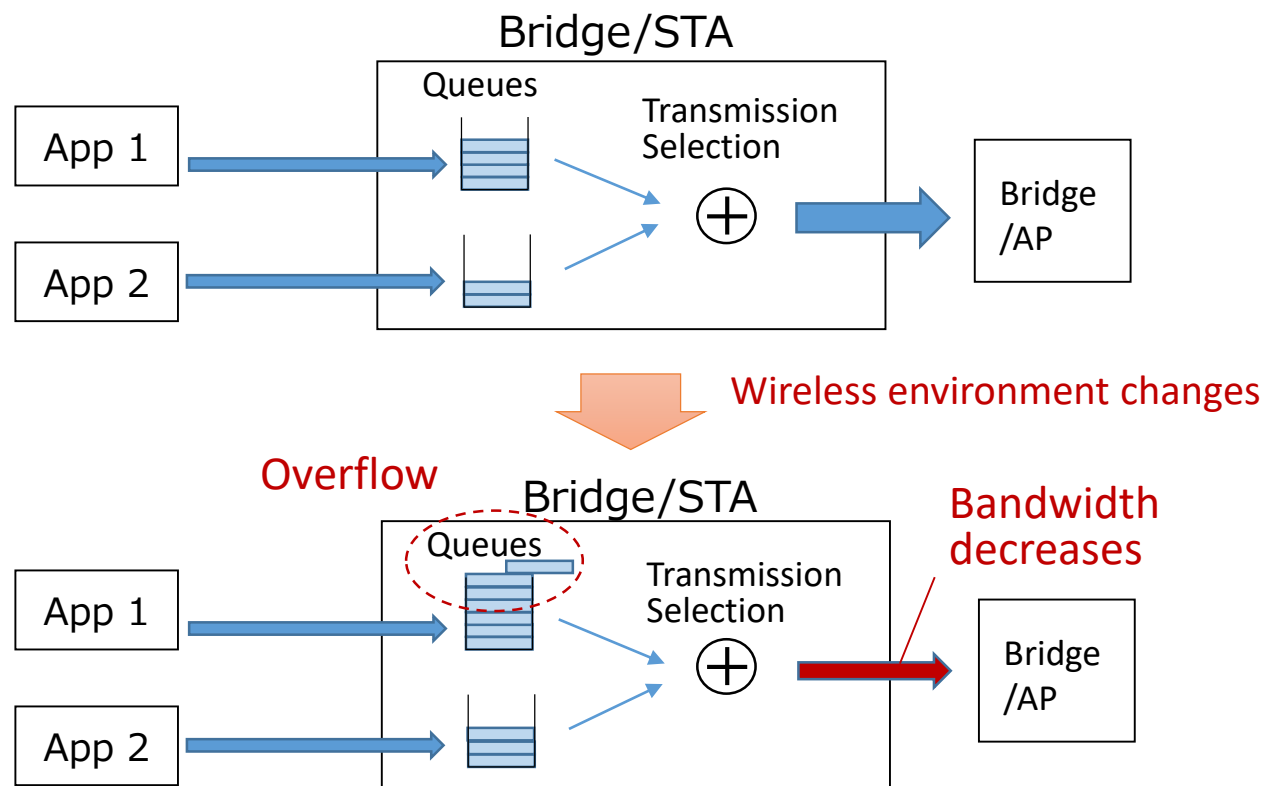 Bridge/STA
Queues
Transmission
Selection
App 1
App 2
Bridge
/AP
Wireless environment changes
Overflow
Bridge/STA
Bandwidth
decreases
Queues
Transmission
Selection
App 1
App 2
Bridge
/AP